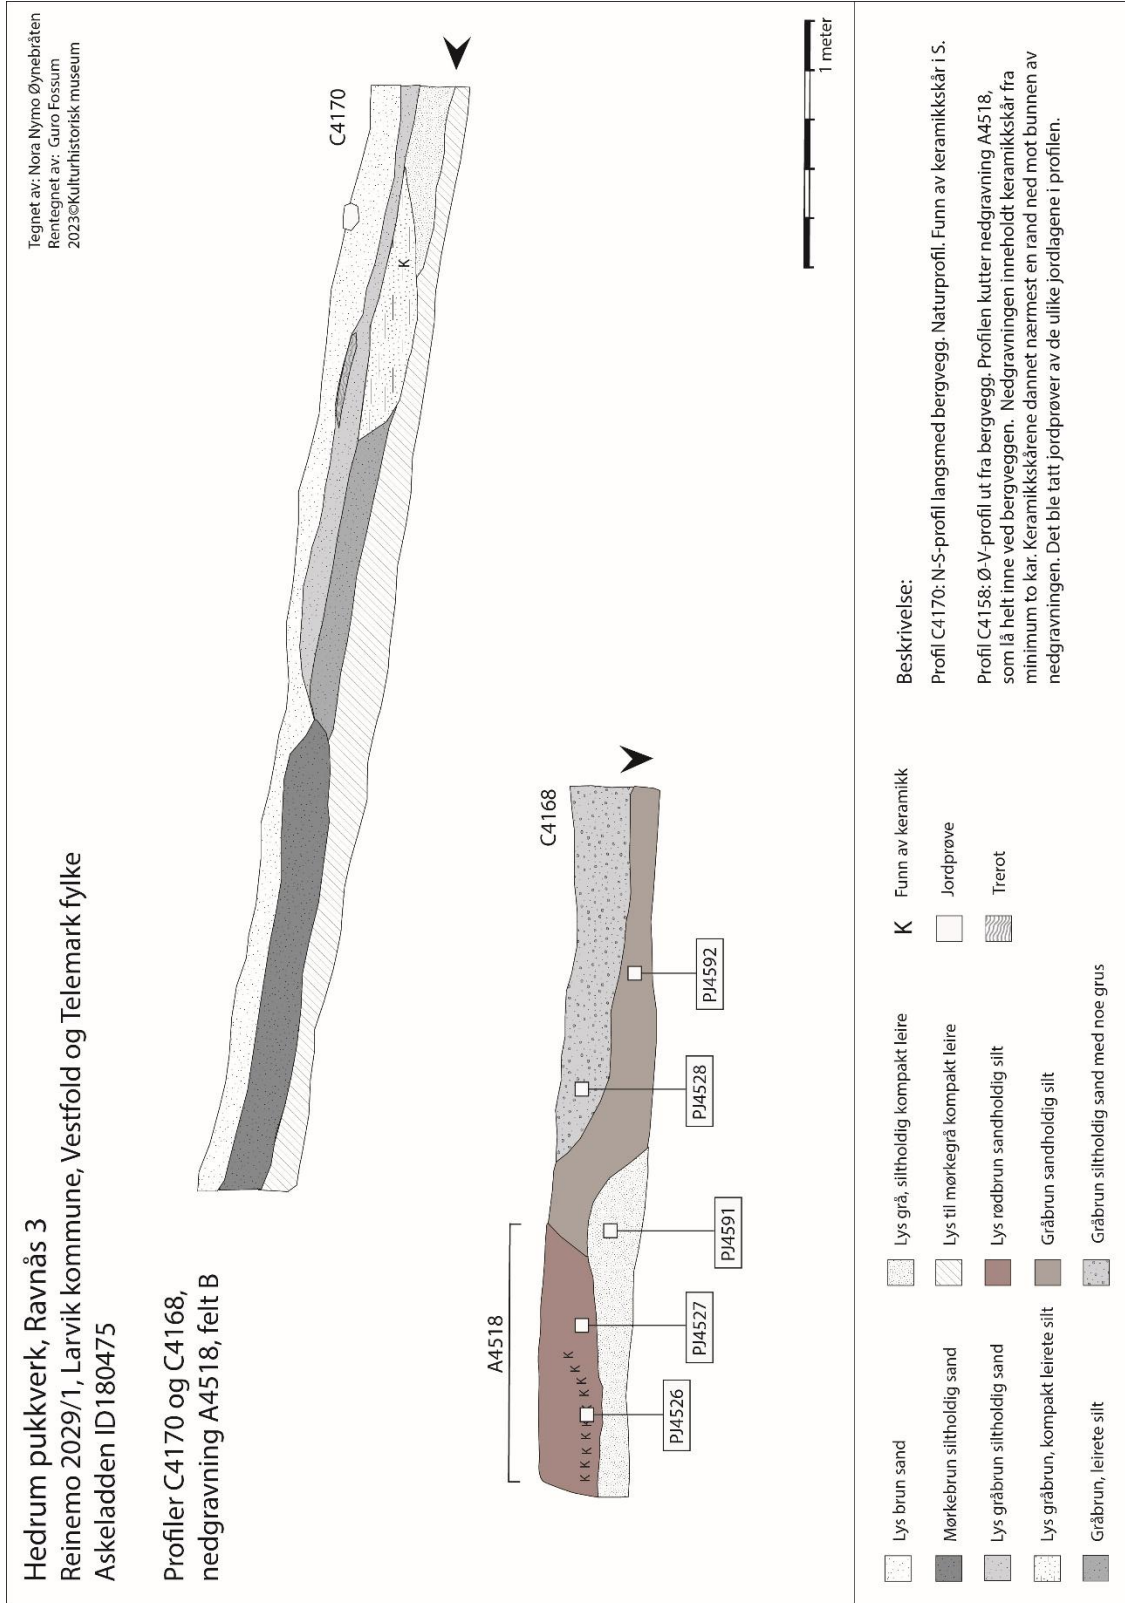 Hedrum pukkverk, Ravnås 3
Reinemo 2029/1, Larvik kommune, Vestfold og Telemark fylke
Askeladden ID180475
Tegnet av: Nora Nymo Øynebråten
Rentegnet av: Guro Fossum
2023©Kulturhistorisk museum
Profiler C4170 og C4168,
nedgravning A4518, felt B
C4170
K
A4518
C4168
K K K K K K K K K K K
PJ4526
PJ4527
PJ4591
PJ4528
PJ4592
1 meter
Lys brun sand
Mørkebrun siltholdig sand
Lys gråbrun siltholdig sand
Lys gråbrun, kompakt leirete silt
Gråbrun, leirete silt
Lys grå, siltholdig kompakt leire
Lys til mørkegrå kompakt leire
Lys rødbrun sandholdig silt
Gråbrun sandholdig silt
Gråbrun siltholdig sand med noe grus
K Funn av keramikk
Jordprøve
Trerot
Beskrivelse:
Profil C4170: N-S-profil langsmed bergvegg. Naturprofil. Funn av keramikkskår i S.
Profil C4158: Ø-V-profil ut fra bergvegg. Profilen kutter nedgravning A4518,
som lå helt inne ved bergveggen. Nedgravningen inneholdt keramikkskår fra
minimum to kar. Keramikkskårene dannet nærmest en rand ned mot bunnen av
nedgravningen. Det ble tatt jordprøver av de ulike jordlagene i profilen.